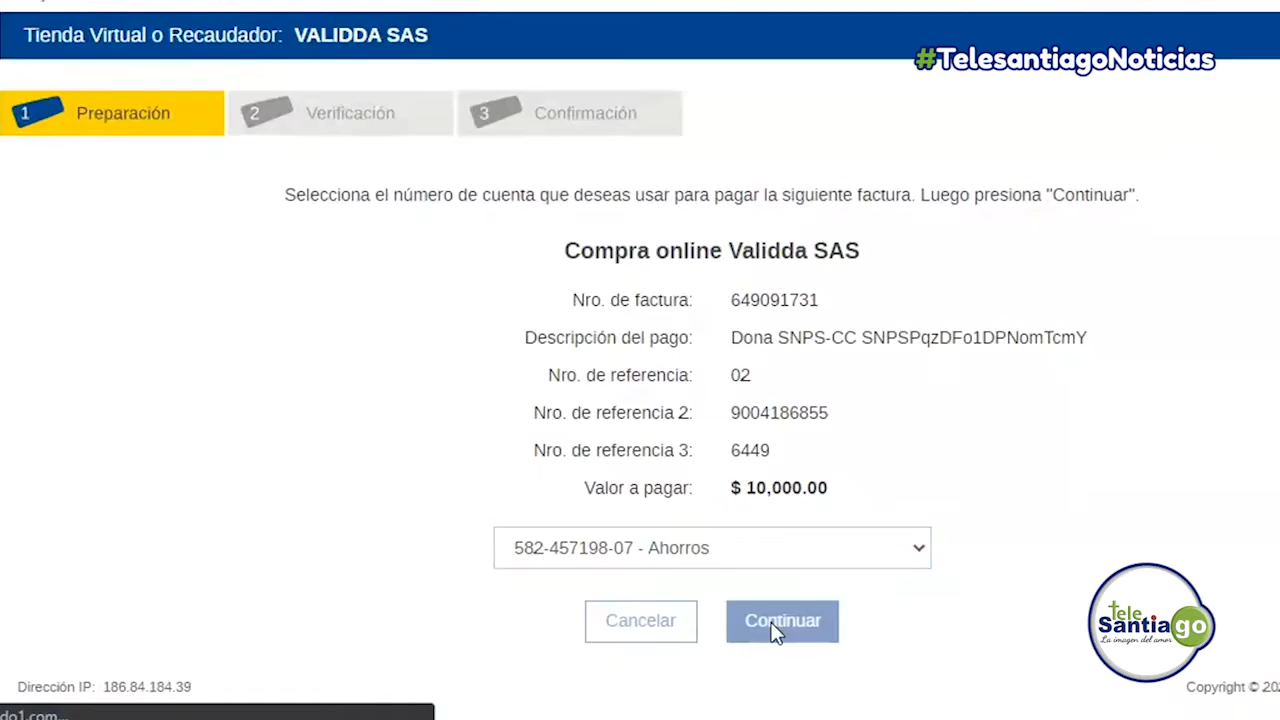 Tienda Virtual o Recaudador: VALIDDA SAS
#TelesantiagoNoticias
1 Preparación
2 Verificación
3 Confirmación
Selecciona el número de cuenta que deseas usar para pagar la siguiente factura. Luego presiona "Continuar".
Compra online Validda SAS
Nro. de factura: 649091731
Descripción del pago: Dona SNPS-CC SNPSPqzDFo1DPNomTcmY
Nro. de referencia: 02
Nro. de referencia 2: 9004186855
Nro. de referencia 3: 6449
Valor a pagar: $ 10,000.00
582-457198-07 - Ahorros
Cancelar
Continuar
tele
Santiago
La imagen del amor
Dirección IP: 186.84.184.39
Copyright © 20
do1.com...